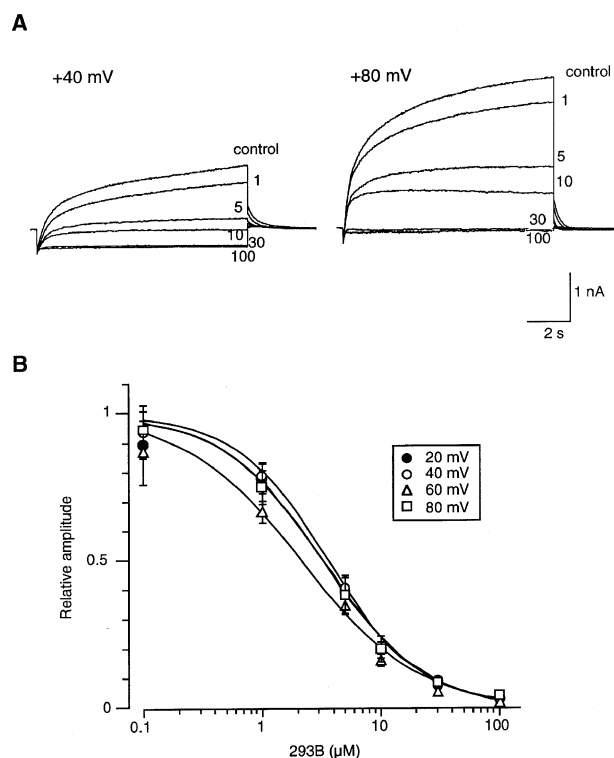 A
+40 mV
control
1
5
10
30
100
+80 mV
control
1
5
10
30
100
1 nA
2 s
B
1
0.5
0
Relative amplitude
20 mV
40 mV
60 mV
80 mV
0.1
1
10
100
293B (µM)